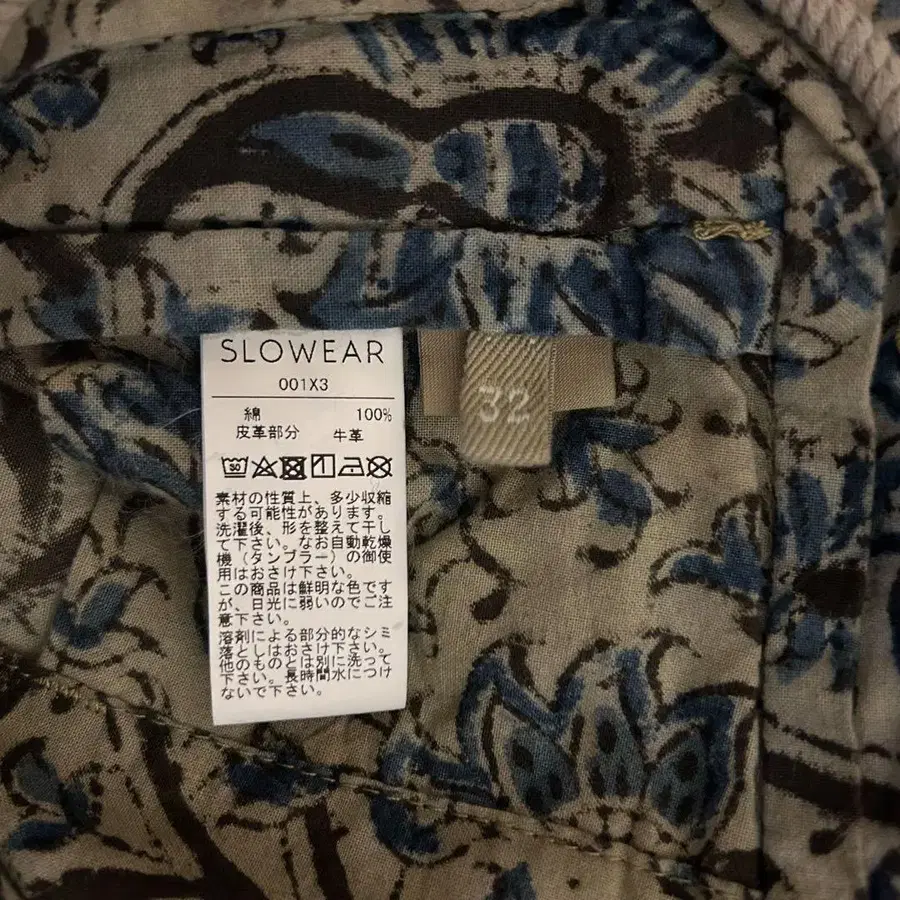 SLOWEAR
001X3
綿 100%
皮革部分 牛革
30
素材の性質上、多少収縮
する可能性があります。
洗濯後、形を整えて干し
て下さい。なお自動乾燥
機(タンブラー)の御使
用はおさけ下さい。
この商品は鮮明な色です
が、日光に弱いのでご注
意下さい。
溶剤による部分的なシミ
落としはおさけ下さい。
他のものとは別に洗って
下さい。長時間水につけ
ないで下さい。
32